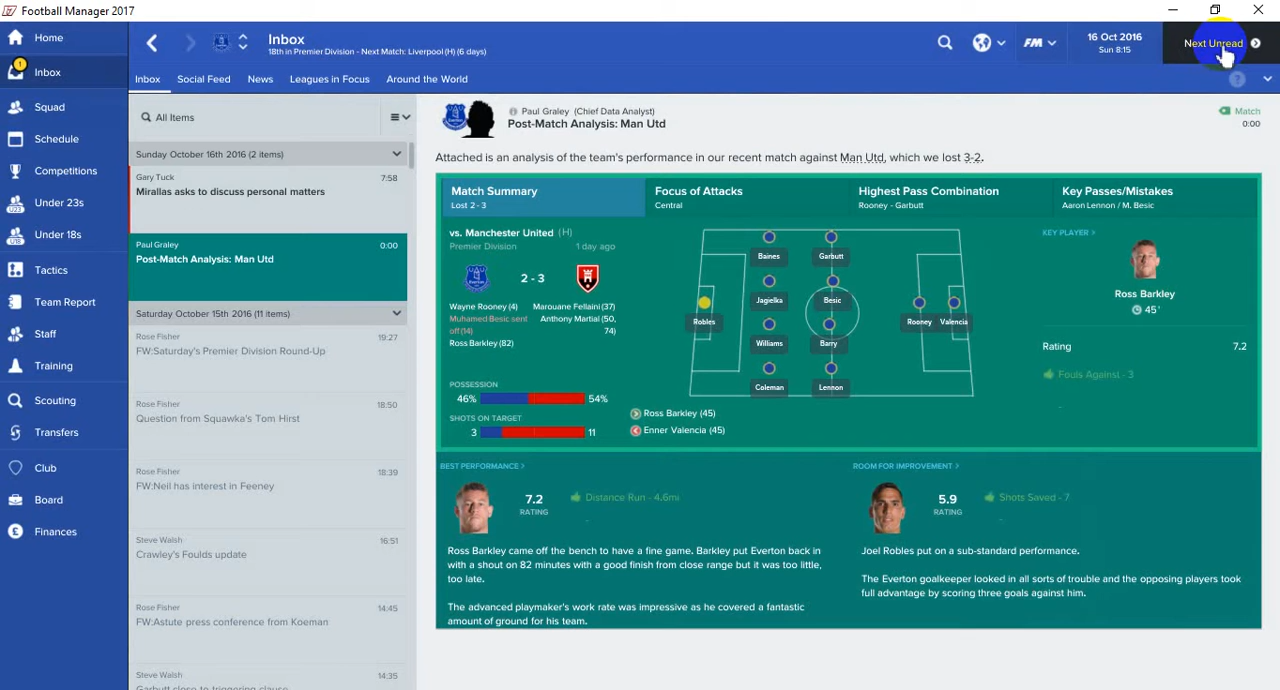 Football Manager 2017
Home
1
Inbox
Squad
Schedule
Competitions
U23
Under 23s
U18
Under 18s
Tactics
Team Report
Staff
Training
Scouting
Transfers
Club
Board
Finances
Inbox
18th in Premier Division - Next Match: Liverpool (H) (6 days)
FM
16 Oct 2016
Sun 8:15
Next Unread
Inbox
Social Feed
News
Leagues in Focus
Around the World
?
All Items
Sunday October 16th 2016 (2 items)
Gary Tuck
7:58
Mirallas asks to discuss personal matters
Paul Graley
0:00
Post-Match Analysis: Man Utd
Saturday October 15th 2016 (11 items)
Rose Fisher
19:27
FW:Saturday's Premier Division Round-Up
Rose Fisher
18:50
Question from Squawka's Tom Hirst
Rose Fisher
18:39
FW:Neil has interest in Feeney
Steve Walsh
16:51
Crawley's Foulds update
Rose Fisher
14:45
FW:Astute press conference from Koeman
Steve Walsh
14:35
Garbutt close to triggering clause
Paul Graley (Chief Data Analyst)
Post-Match Analysis: Man Utd
Match
0:00
Attached is an analysis of the team's performance in our recent match against Man Utd, which we lost 3-2.
Match Summary
Lost 2 - 3
Focus of Attacks
Central
Highest Pass Combination
Rooney - Garbutt
Key Passes/Mistakes
Aaron Lennon / M. Besic
vs. Manchester United (H)
Premier Division
1 day ago
2 - 3
Wayne Rooney (4)
Muhamed Besic sent
off (14)
Ross Barkley (82)
Marouane Fellaini (37)
Anthony Martial (50,
74)
POSSESSION
46%
54%
SHOTS ON TARGET
3
11
Baines
Garbutt
Jagielka
Besic
Robles
Rooney
Valencia
Williams
Barry
Coleman
Lennon
Ross Barkley (45)
Enner Valencia (45)
KEY PLAYER >
Ross Barkley
45'
Rating
7.2
Fouls Against - 3
-
BEST PERFORMANCE >
7.2
RATING
Distance Run - 4.6mi
-
Ross Barkley came off the bench to have a fine game. Barkley put Everton back in
with a shout on 82 minutes with a good finish from close range but it was too little,
too late.
The advanced playmaker's work rate was impressive as he covered a fantastic
amount of ground for his team.
ROOM FOR IMPROVEMENT >
5.9
RATING
Shots Saved - 7
-
Joel Robles put on a sub-standard performance.
The Everton goalkeeper looked in all sorts of trouble and the opposing players took
full advantage by scoring three goals against him.